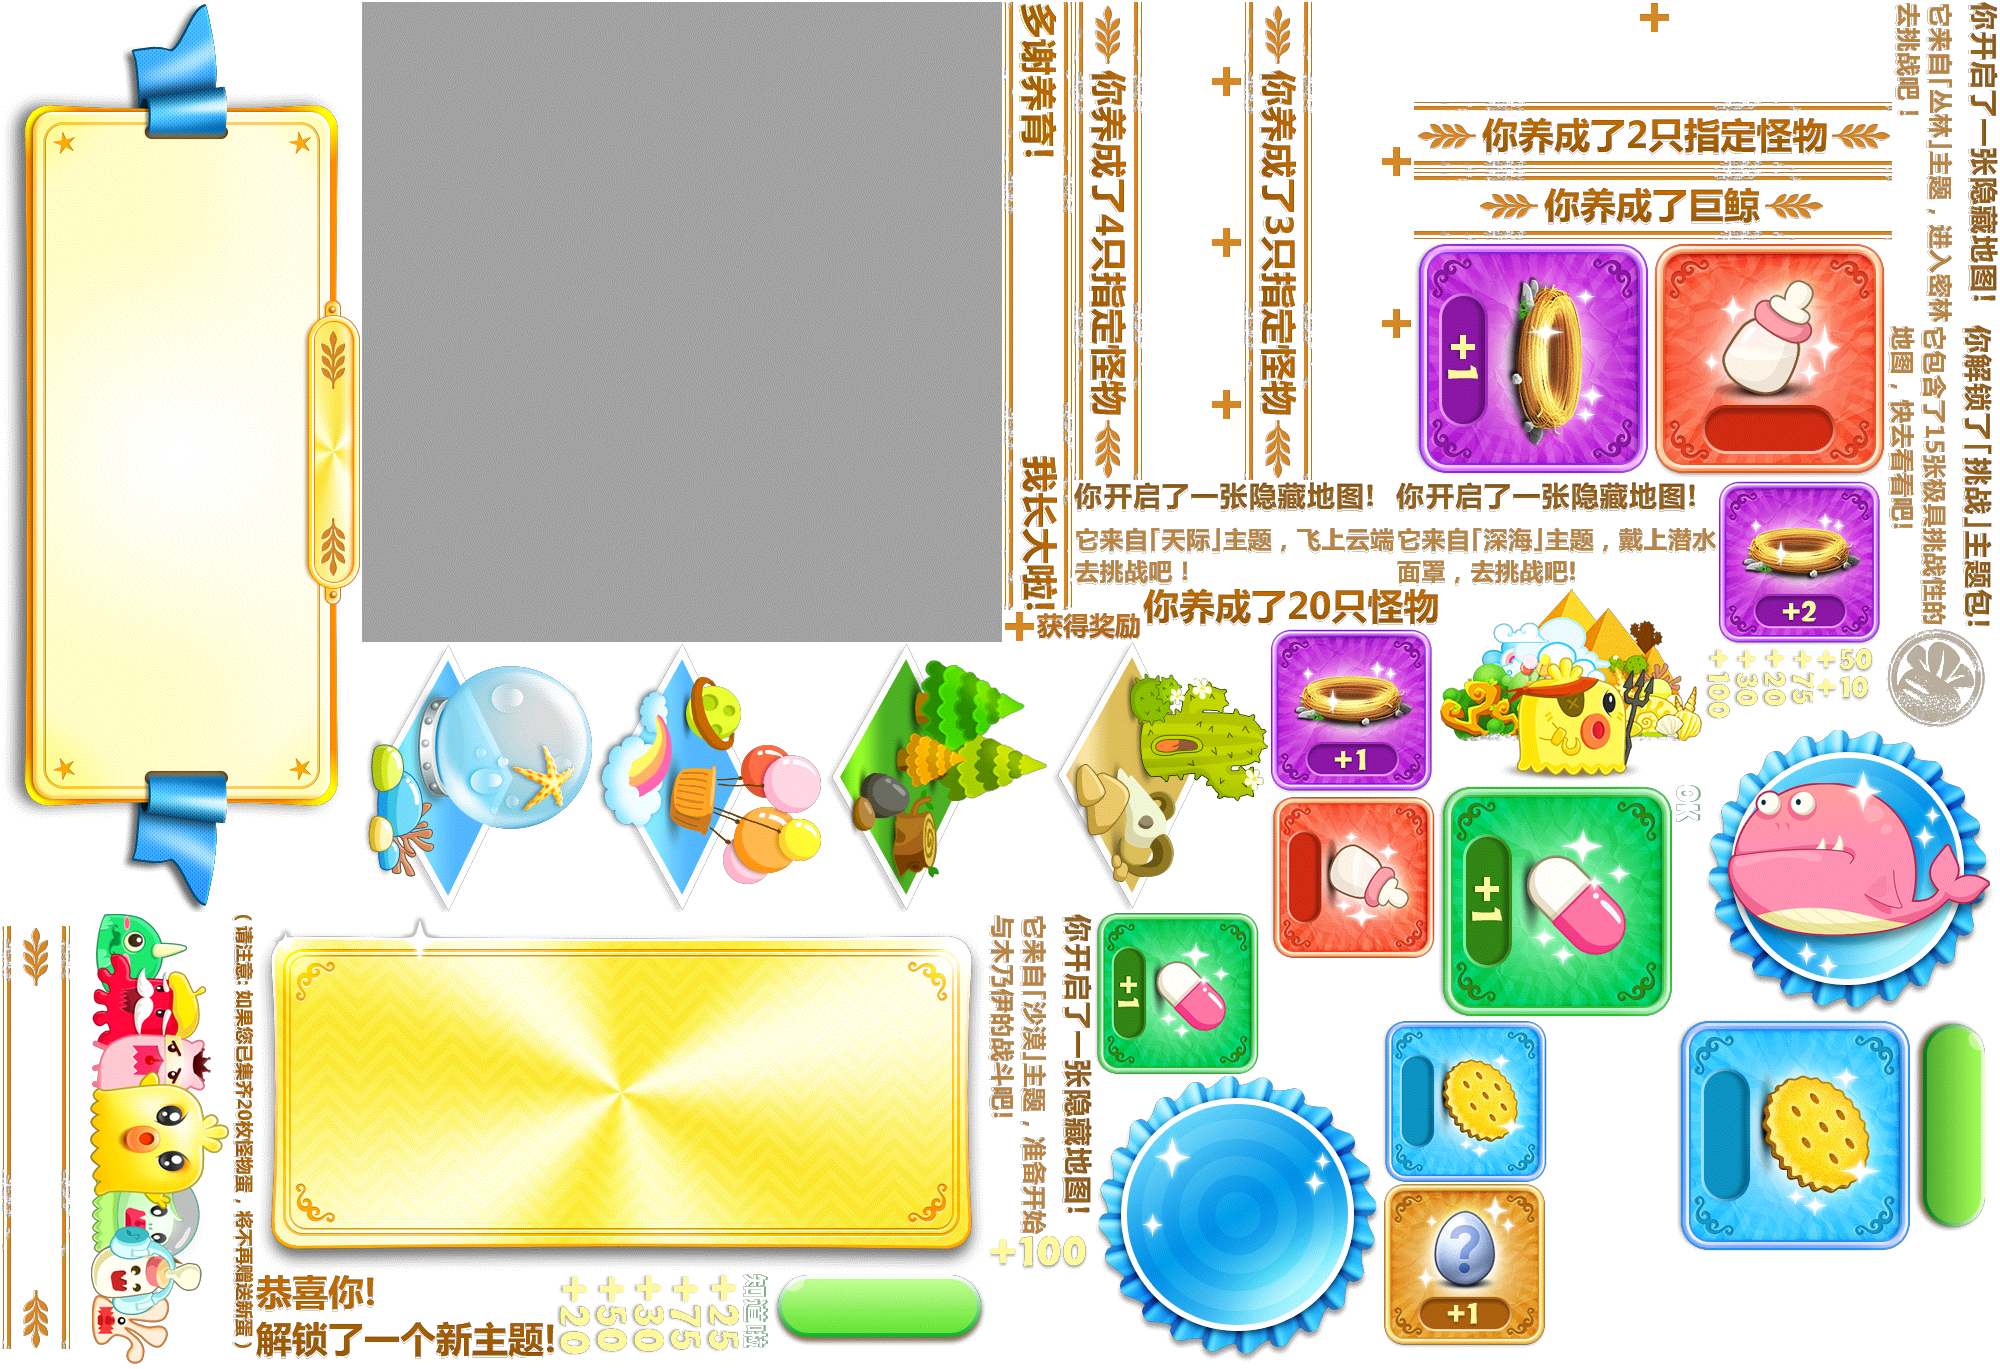 多谢养育!
我长大啦!
你养成了4只指定怪物
你养成了3只指定怪物
你养成了2只指定怪物
你养成了巨鲸
你开启了一张隐藏地图!
它来自「丛林」主题，进入密林
去挑战吧！
你解锁了「挑战」主题包!
它包含了15张极具挑战性的
地图，快去看看吧!
+1
你开启了一张隐藏地图!
它来自「天际」主题，飞上云端
去挑战吧！
你开启了一张隐藏地图!
它来自「深海」主题，戴上潜水
面罩，去挑战吧!
+2
获得奖励
你养成了20只怪物
+1
+100
+30
+20
+75
+50
+10
OK
+1
+1
(请注意: 如果您已集齐20枚怪物蛋，将不再赠送新蛋)
你开启了一张隐藏地图!
它来自「沙漠」主题，准备开始
与木乃伊的战斗吧!
+100
+1
恭喜你!
解锁了一个新主题!
+20
+50
+30
+75
+25
知道啦